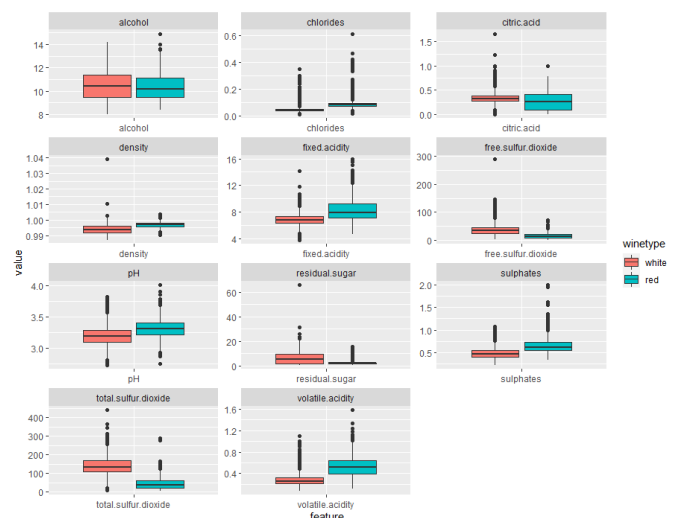 alcohol
chlorides
citric.acid
14
12
10
8
0.6
0.4
0.2
0.0
1.5
1.0
0.5
0.0
alcohol
chlorides
citric.acid
density
fixed.acidity
free.sulfur.dioxide
1.04
1.03
1.02
1.01
1.00
0.99
16
12
8
4
300
200
100
0
density
fixed.acidity
free.sulfur.dioxide
value
winetype
white
red
pH
residual.sugar
sulphates
4.0
3.5
3.0
60
40
20
0
2.0
1.5
1.0
0.5
pH
residual.sugar
sulphates
total.sulfur.dioxide
volatile.acidity
400
300
200
100
0
1.6
1.2
0.8
0.4
total.sulfur.dioxide
volatile.acidity
feature